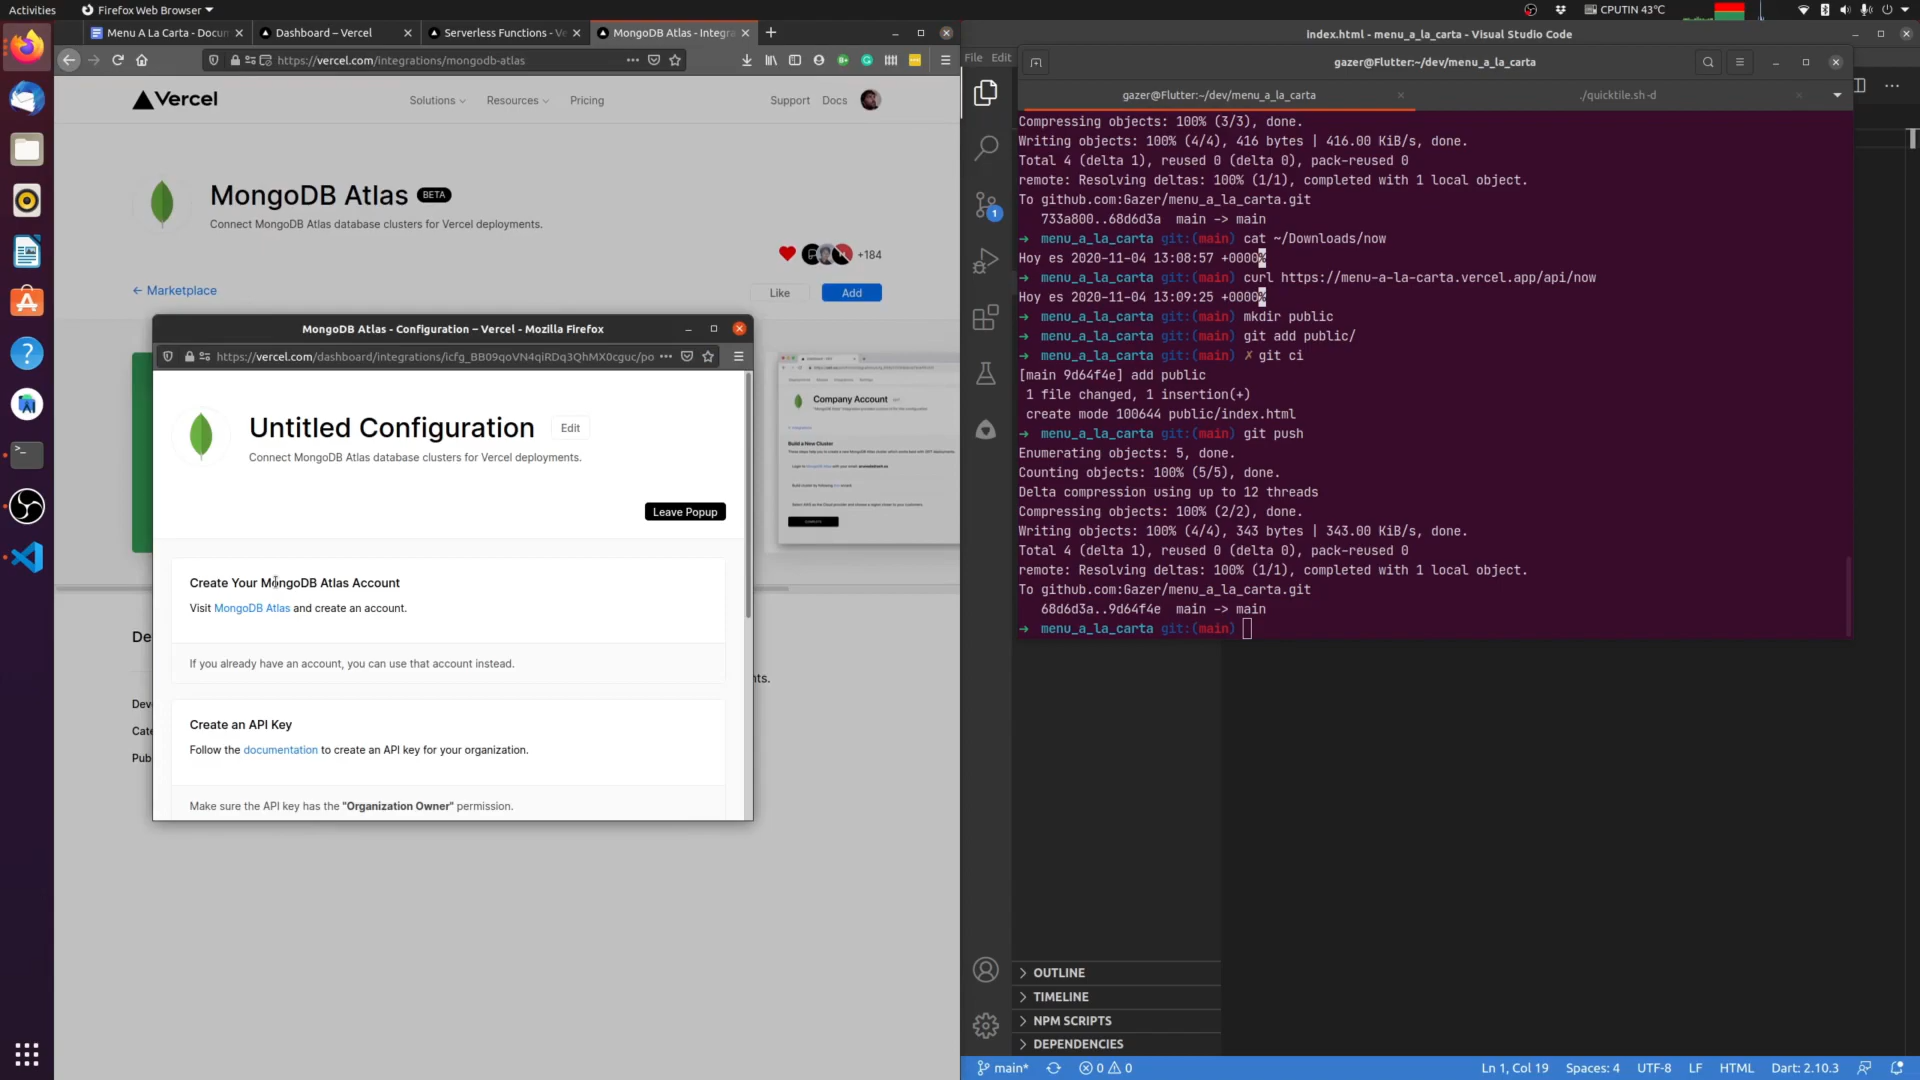 Activities
Firefox Web Browser
CPUTIN 43°C
Menu A La Carta - Docum
Dashboard – Vercel
Serverless Functions - Ve
MongoDB Atlas - Integra
https://vercel.com/integrations/mongodb-atlas
Vercel
Solutions
Resources
Pricing
Support
Docs
MongoDB Atlas
BETA
Connect MongoDB Atlas database clusters for Vercel deployments.
+184
← Marketplace
Like
Add
MongoDB Atlas - Configuration – Vercel - Mozilla Firefox
https://vercel.com/dashboard/integrations/icfg_BB09qoVN4qiRDq3QhMX0cguc/po
Untitled Configuration
Edit
Connect MongoDB Atlas database clusters for Vercel deployments.
Leave Popup
Create Your MongoDB Atlas Account
Visit MongoDB Atlas and create an account.
If you already have an account, you can use that account instead.
Create an API Key
Follow the documentation to create an API key for your organization.
Make sure the API key has the "Organization Owner" permission.
Company Account
Build a New Cluster
De
Dev
Cate
Pub
nts.
index.html - menu_a_la_carta - Visual Studio Code
File Edit
gazer@Flutter:~/dev/menu_a_la_carta
gazer@Flutter:~/dev/menu_a_la_carta
./quicktile.sh -d
Compressing objects: 100% (3/3), done.
Writing objects: 100% (4/4), 416 bytes | 416.00 KiB/s, done.
Total 4 (delta 1), reused 0 (delta 0), pack-reused 0
remote: Resolving deltas: 100% (1/1), completed with 1 local object.
To github.com:Gazer/menu_a_la_carta.git
733a800..68d6d3a main -> main
→ menu_a_la_carta git:(main) cat ~/Downloads/now
Hoy es 2020-11-04 13:08:57 +0000%
→ menu_a_la_carta git:(main) curl https://menu-a-la-carta.vercel.app/api/now
Hoy es 2020-11-04 13:09:25 +0000%
→ menu_a_la_carta git:(main) mkdir public
→ menu_a_la_carta git:(main) git add public/
→ menu_a_la_carta git:(main) ✗ git ci
[main 9d64f4e] add public
1 file changed, 1 insertion(+)
create mode 100644 public/index.html
→ menu_a_la_carta git:(main) git push
Enumerating objects: 5, done.
Counting objects: 100% (5/5), done.
Delta compression using up to 12 threads
Compressing objects: 100% (2/2), done.
Writing objects: 100% (4/4), 343 bytes | 343.00 KiB/s, done.
Total 4 (delta 1), reused 0 (delta 0), pack-reused 0
remote: Resolving deltas: 100% (1/1), completed with 1 local object.
To github.com:Gazer/menu_a_la_carta.git
68d6d3a..9d64f4e main -> main
→ menu_a_la_carta git:(main)
1
OUTLINE
TIMELINE
NPM SCRIPTS
DEPENDENCIES
main*
0
0
Ln 1, Col 19
Spaces: 4
UTF-8
LF
HTML
Dart: 2.10.3